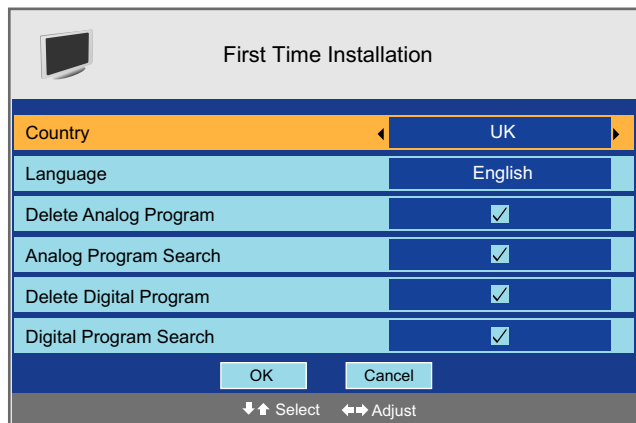 First Time Installation
Country UK
Language English
Delete Analog Program
Analog Program Search
Delete Digital Program
Digital Program Search
OK Cancel
Select Adjust